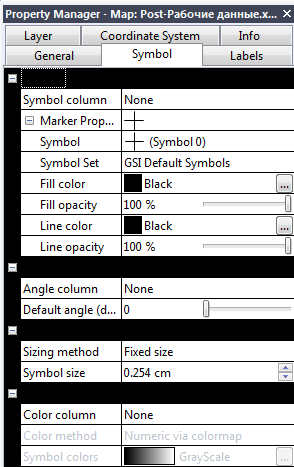 Property Manager - Map: Post-Рабочие данные.x...
Layer Coordinate System Info
General Symbol Labels
Symbol column None
Marker Prop...
Symbol (Symbol 0)
Symbol Set GSI Default Symbols
Fill color Black ...
Fill opacity 100 %
Line color Black ...
Line opacity 100 %
Angle column None
Default angle (d... 0
Sizing method Fixed size
Symbol size 0.254 cm
Color column None
Color method Numeric via colormap
Symbol colors GrayScale ...